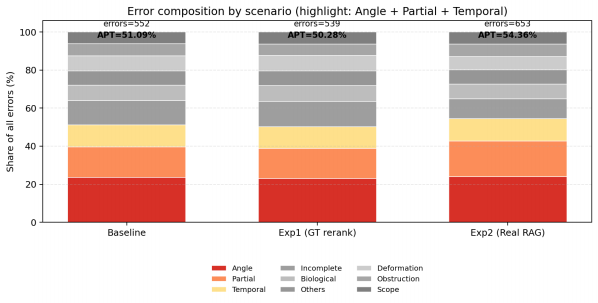 Error composition by scenario (highlight: Angle + Partial + Temporal)
errors=552 errors=539 errors=653
APT=51.09% APT=50.28% APT=54.36%
Share of all errors (%)
100
80
60
40
20
0
Baseline Exp1 (GT rerank) Exp2 (Real RAG)
Angle Incomplete Deformation
Partial Biological Obstruction
Temporal Others Scope